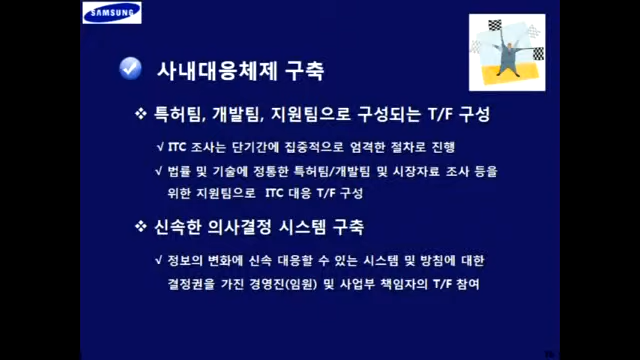 SAMSUNG
사내대응체제 구축
❖ 특허팀, 개발팀, 지원팀으로 구성되는 T/F 구성
√ ITC 조사는 단기간에 집중적으로 엄격한 절차로 진행
√ 법률 및 기술에 정통한 특허팀/개발팀 및 시장자료 조사 등을
위한 지원팀으로 ITC 대응 T/F 구성
❖ 신속한 의사결정 시스템 구축
√ 정보의 변화에 신속 대응할 수 있는 시스템 및 방침에 대한
결정권을 가진 경영진(임원) 및 사업부 책임자의 T/F 참여